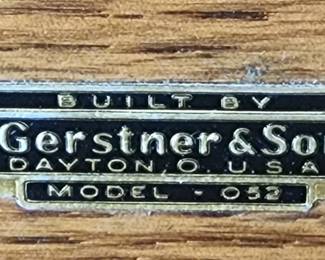 BUILT BY
Gerstner & So
DAYTON, O. U.S.A
MODEL - 052